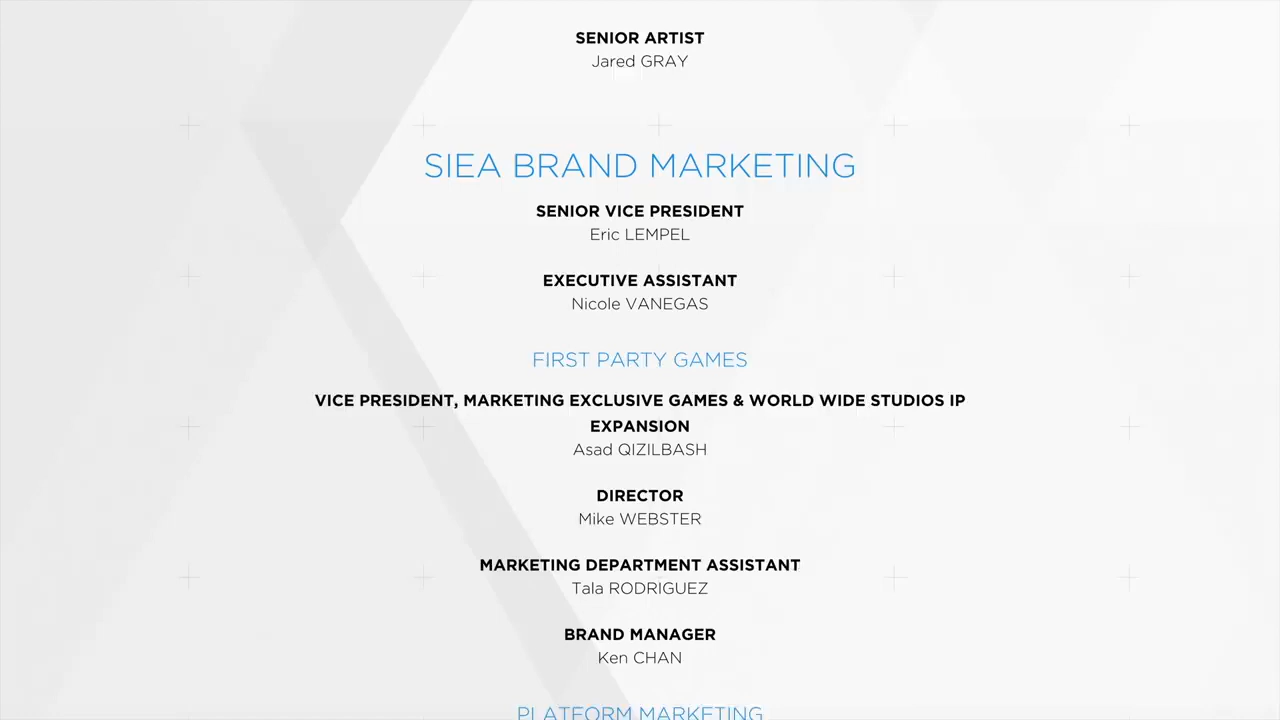 SENIOR ARTIST
Jared GRAY
SIEA BRAND MARKETING
SENIOR VICE PRESIDENT
Eric LEMPEL
EXECUTIVE ASSISTANT
Nicole VANEGAS
FIRST PARTY GAMES
VICE PRESIDENT, MARKETING EXCLUSIVE GAMES & WORLD WIDE STUDIOS IP
EXPANSION
Asad QIZILBASH
DIRECTOR
Mike WEBSTER
MARKETING DEPARTMENT ASSISTANT
Tala RODRIGUEZ
BRAND MANAGER
Ken CHAN
PLATFORM MARKETING